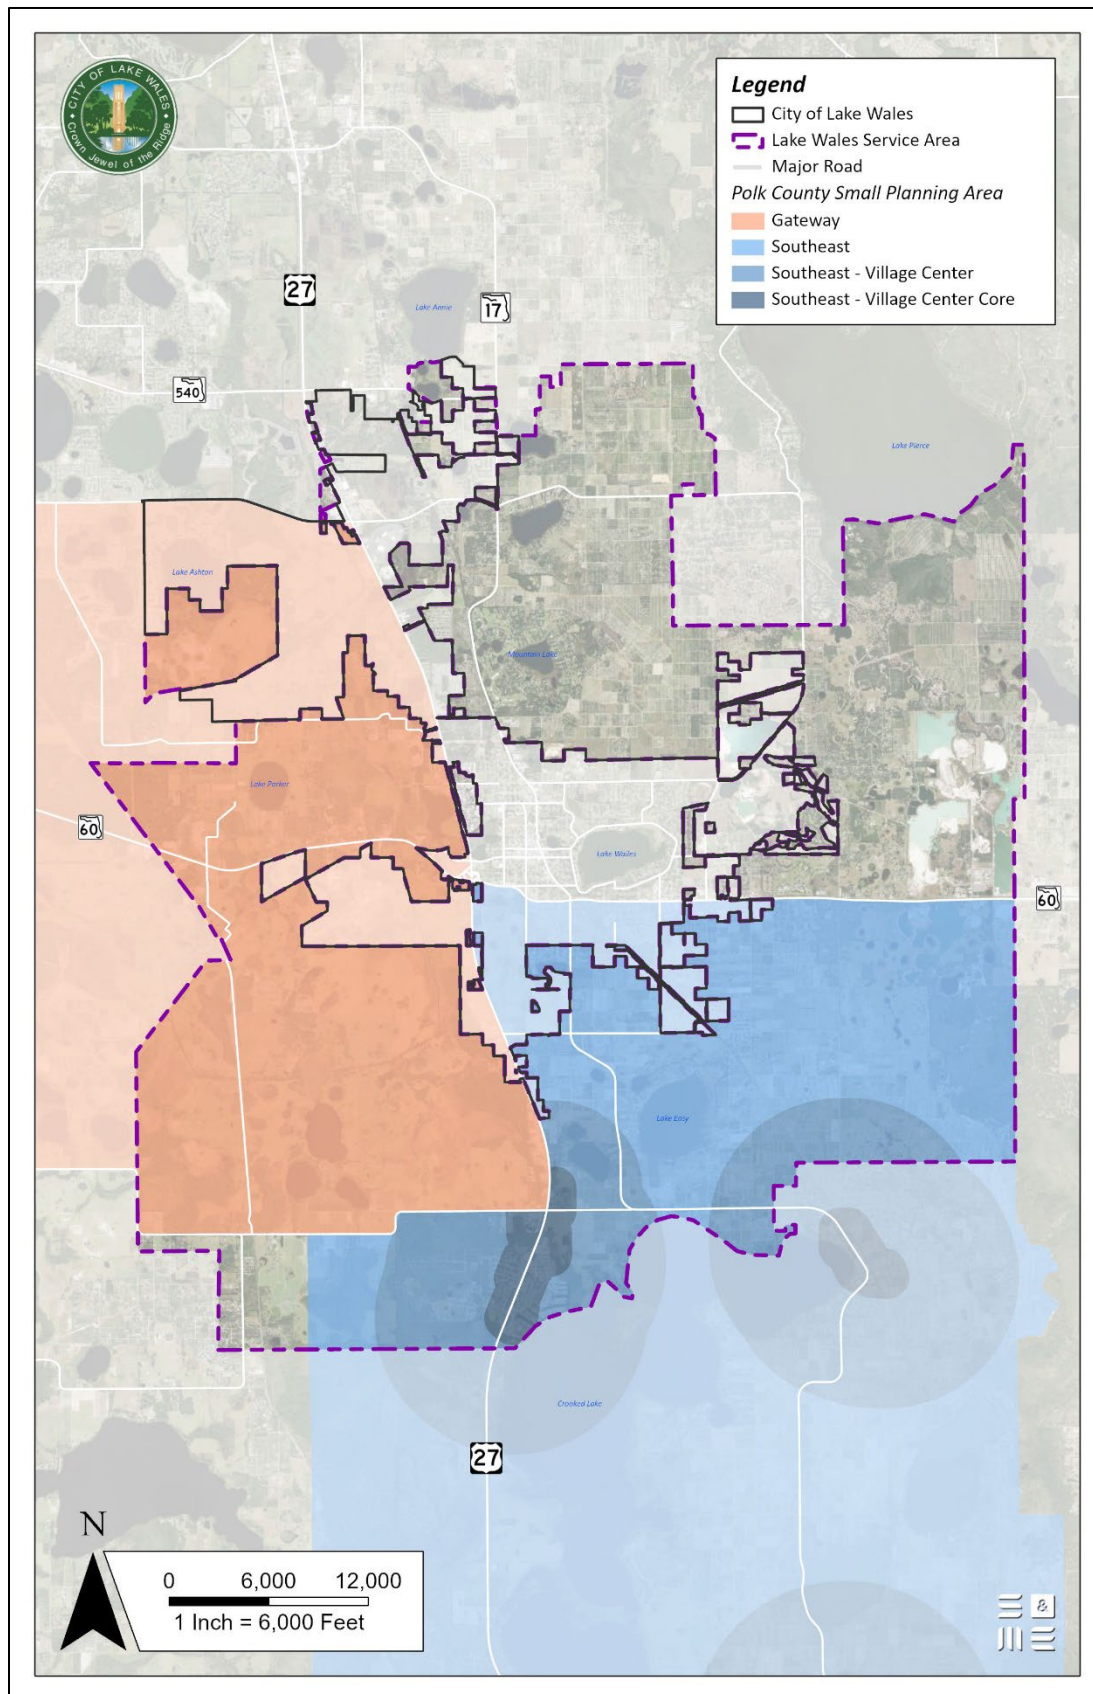 CITY OF LAKE WALES
Crown Jewel of the Ridge
Legend
City of Lake Wales
Lake Wales Service Area
Major Road
Polk County Small Planning Area
Gateway
Southeast
Southeast - Village Center
Southeast - Village Center Core
27
Lake Annie
17
540
Lake Pierce
Lake Ashton
Mountain Lake
Lake Parker
60
Lake Wailes
60
Lake Easy
Crooked Lake
27
N
0 6,000 12,000
1 Inch = 6,000 Feet
&